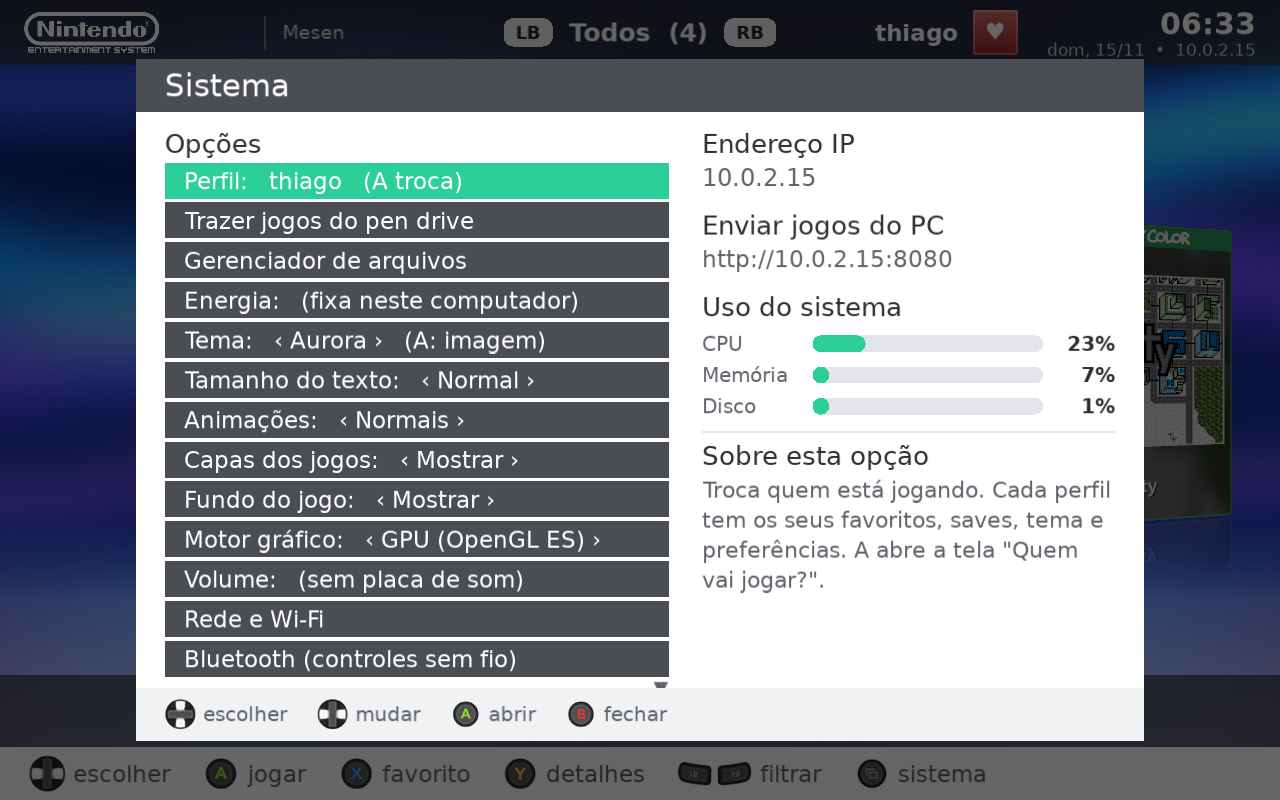 Nintendo
ENTERTAINMENT SYSTEM
Mesen
LB Todos (4) RB
thiago
06:33
dom, 15/11 • 10.0.2.15
Sistema
Opções
Perfil: thiago (A troca)
Trazer jogos do pen drive
Gerenciador de arquivos
Energia: (fixa neste computador)
Tema: ‹ Aurora › (A: imagem)
Tamanho do texto: ‹ Normal ›
Animações: ‹ Normais ›
Capas dos jogos: ‹ Mostrar ›
Fundo do jogo: ‹ Mostrar ›
Motor gráfico: ‹ GPU (OpenGL ES) ›
Volume: (sem placa de som)
Rede e Wi-Fi
Bluetooth (controles sem fio)
Endereço IP
10.0.2.15
Enviar jogos do PC
http://10.0.2.15:8080
Uso do sistema
CPU 23%
Memória 7%
Disco 1%
Sobre esta opção
Troca quem está jogando. Cada perfil
tem os seus favoritos, saves, tema e
preferências. A abre a tela "Quem
vai jogar?".
COLOR
ty
ty
escolher mudar A abrir B fechar
escolher A jogar X favorito Y detalhes LB RB filtrar sistema